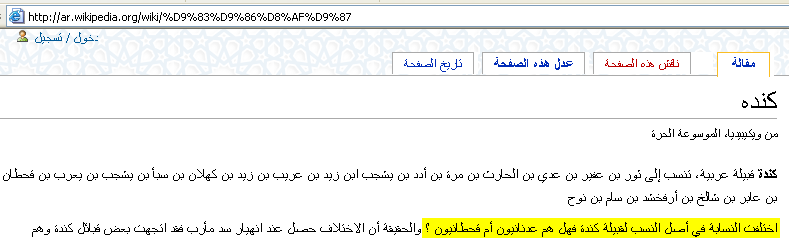 http://ar.wikipedia.org/wiki/%D9%83%D9%86%D8%AF%D9%87
دخول / تسجيل
مقالة
ناقش هذه الصفحة
عدل هذه الصفحة
تاريخ الصفحة
كنده
من ويكيبيديا، الموسوعة الحرة
كندة قبيلة عربية، تنسب إلى ثور بن عفير بن عدي بن الحارث بن مرة بن أدد بن يشجب ابن زيد بن عريب بن زيد بن كهلان بن سبأ بن يشجب بن يعرب بن قحطان
بن عابر بن شالخ بن أرفخشد بن سام بن نوح
اختلفت النسابة في أصل النسب لقبيلة كندة فهل هم عدنانيون أم قحطانيون ؟ والحقيقة أن الاختلاف حصل عند انهيار سد مأرب فقد اتجهت بعض قبائل كندة وهم